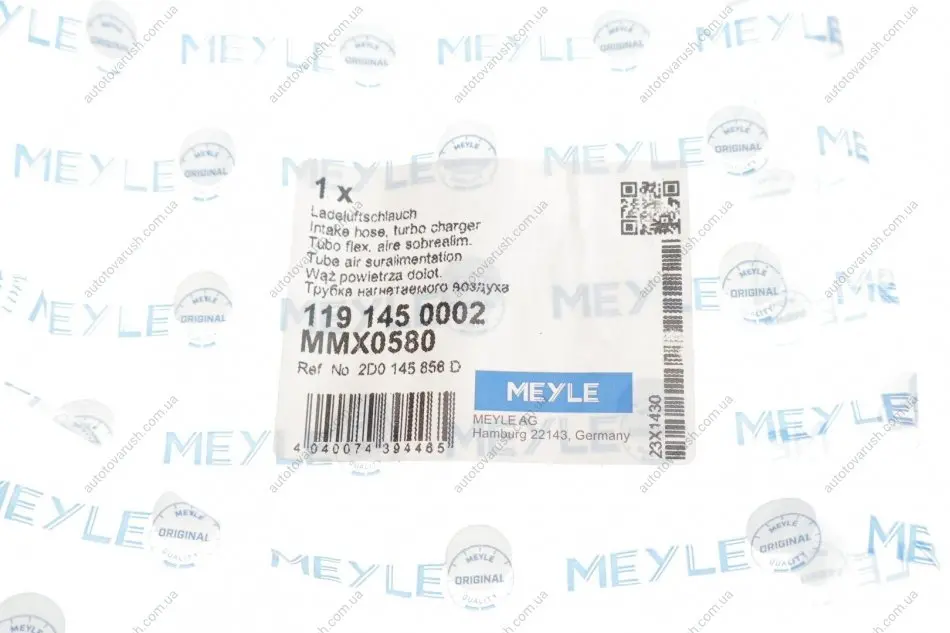 1 x
Ladeluftschlauch
Intake hose, turbo charger
Tubo flex. aire sobrealim.
Tube air suralimentation
Wąż powietrza dolot.
Трубка нагнетаемого воздуха
119 145 0002
MMX0580
Ref No 2D0 145 856 D
MEYLE
MEYLE AG
Hamburg 22143, Germany
4 040074 394465
23X1430
MEYLE
ORIGINAL
QUALITY
autotovarush.com.ua